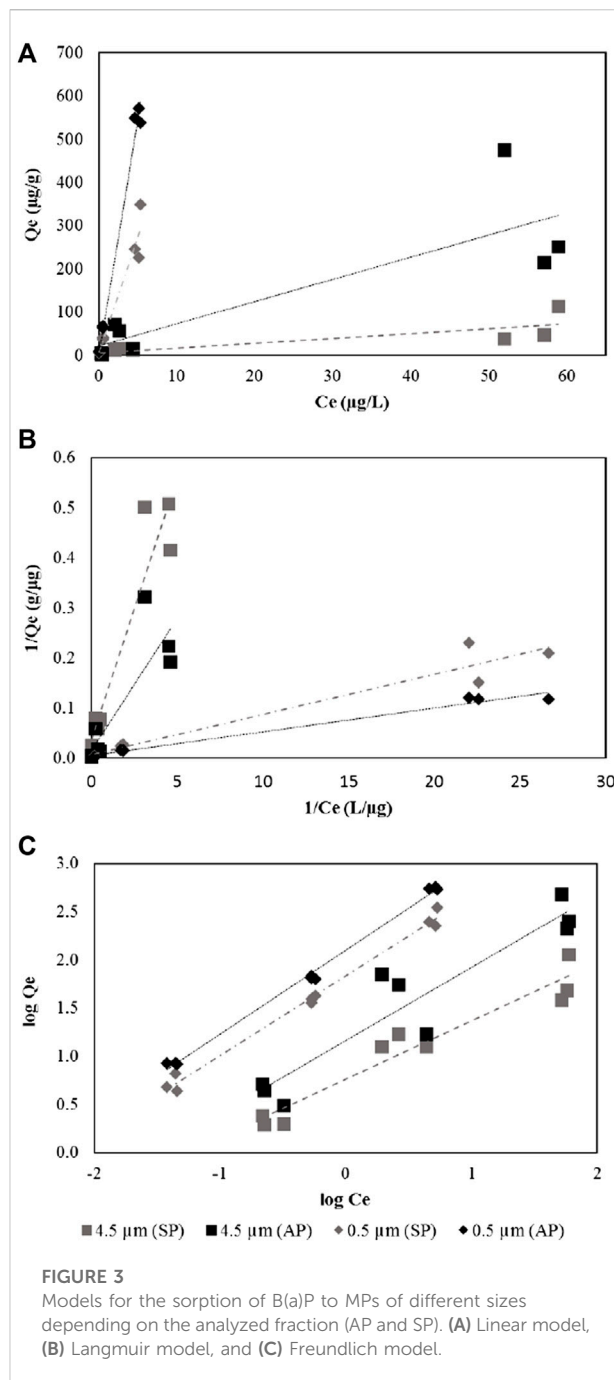 A
700
600
500
400
300
200
100
0
Qe (µg/g)
0 10 20 30 40 50 60
Ce (µg/L)
B
0.6
0.5
0.4
0.3
0.2
0.1
0.0
1/Qe (g/µg)
0 5 10 15 20 25 30
1/Ce (L/µg)
C
3.0
2.5
2.0
1.5
1.0
0.5
0.0
log Qe
-2 -1 0 1 2
log Ce
4.5 µm (SP) 4.5 µm (AP) 0.5 µm (SP) 0.5 µm (AP)
FIGURE 3
Models for the sorption of B(a)P to MPs of different sizes
depending on the analyzed fraction (AP and SP). (A) Linear model,
(B) Langmuir model, and (C) Freundlich model.